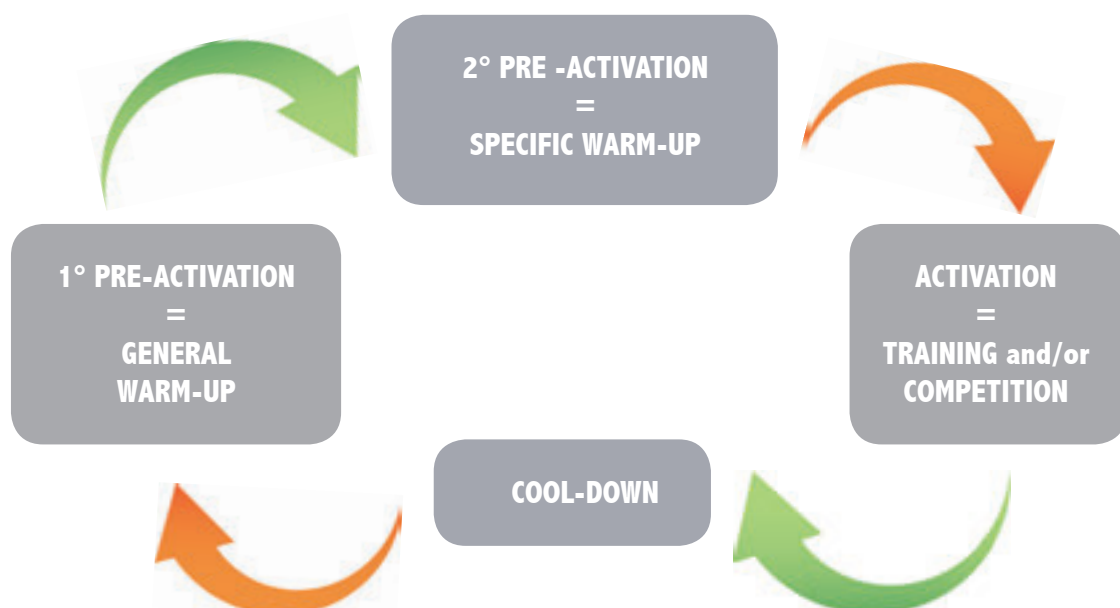 2° PRE -ACTIVATION
=
SPECIFIC WARM-UP
1° PRE-ACTIVATION
=
GENERAL
WARM-UP
ACTIVATION
=
TRAINING and/or
COMPETITION
COOL-DOWN